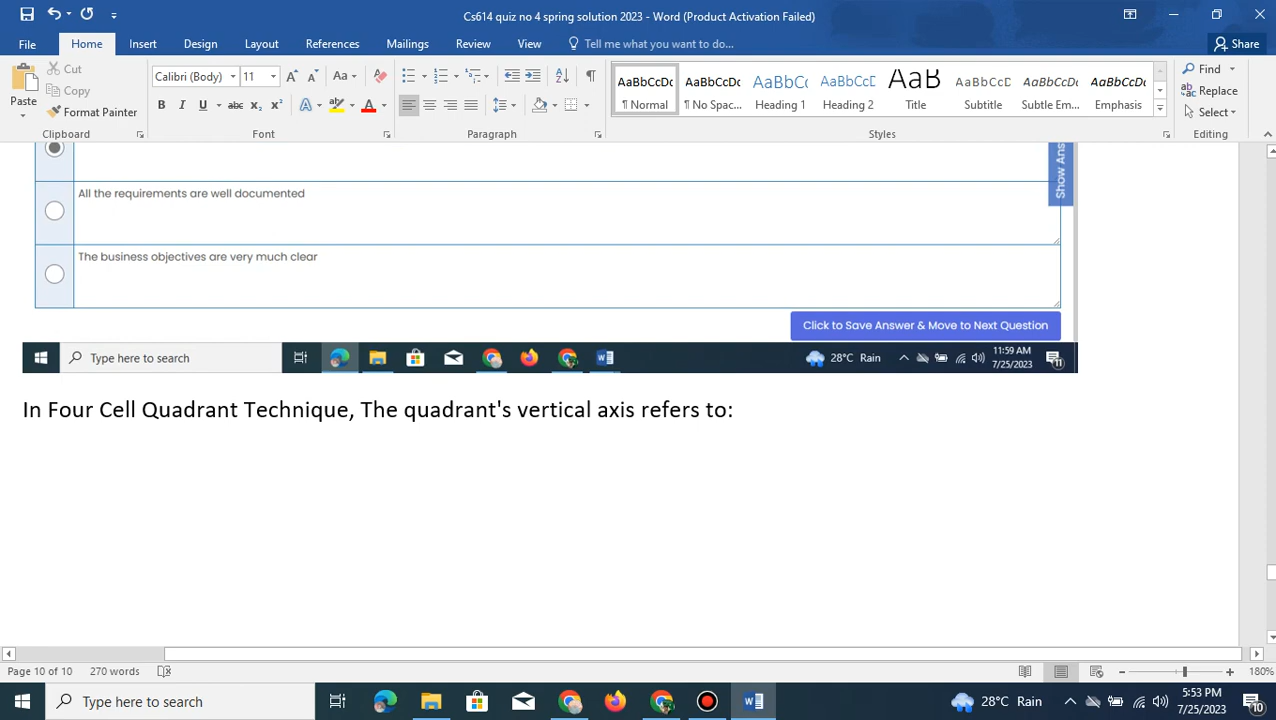 Cs614 quiz no 4 spring solution 2023 - Word (Product Activation Failed)
File Home Insert Design Layout References Mailings Review View Tell me what you want to do... Share
Cut
Copy
Format Painter
Paste
Clipboard
Calibri (Body) 11
Font
Paragraph
AaBbCcDc AaBbCcDc AaBbCc AaBbCcD AaB AaBbCcD AaBbCcDc AaBbCcDc
¶ Normal ¶ No Spac... Heading 1 Heading 2 Title Subtitle Subtle Em... Emphasis
Styles
Find
Replace
Select
Editing
Show Ans
All the requirements are well documented
The business objectives are very much clear
Click to Save Answer & Move to Next Question
Type here to search
28°C Rain
11:59 AM
7/25/2023
11
In Four Cell Quadrant Technique, The quadrant's vertical axis refers to:
Page 10 of 10 270 words
180%
Type here to search
28°C Rain
5:53 PM
7/25/2023
10